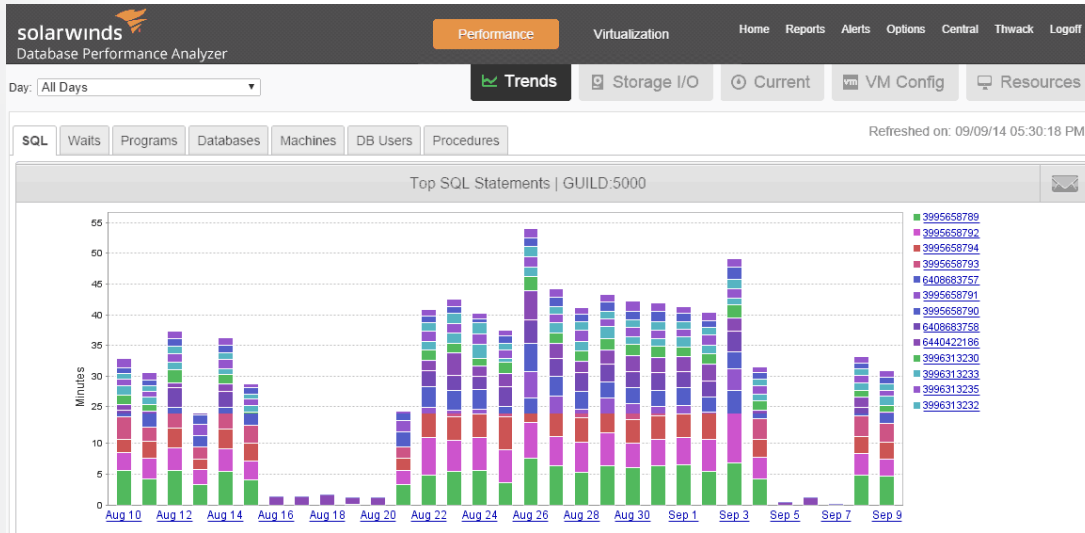 solarwinds
Database Performance Analyzer
Performance
Virtualization
Home Reports Alerts Options Central Thwack Logoff
Day: All Days
Trends
Storage I/O
Current
vm VM Config
Resources
Refreshed on: 09/09/14 05:30:18 PM
SQL Waits Programs Databases Machines DB Users Procedures
Top SQL Statements | GUILD:5000
Minutes
55
50
45
40
35
30
25
10
5
0
Aug 10 Aug 12 Aug 14 Aug 16 Aug 18 Aug 20 Aug 22 Aug 24 Aug 26 Aug 28 Aug 30 Sep 1 Sep 3 Sep 5 Sep 7 Sep 9
3995658789
3995658792
3995658794
3995658793
6408683757
3995658791
3995658790
6408683758
6440422186
3996313230
3996313233
3996313235
3996313232